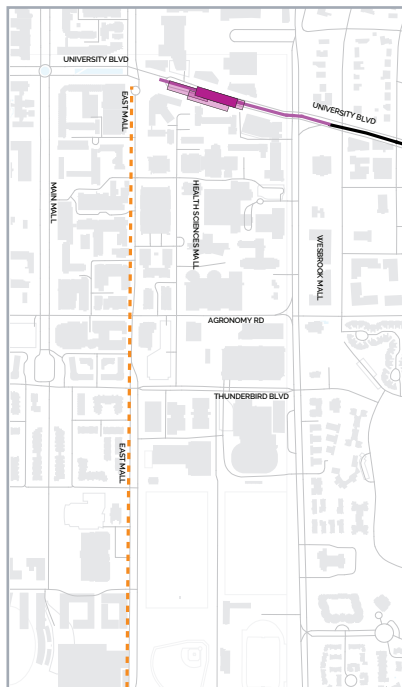 UNIVERSITY BLVD
UNIVERSITY BLVD
EAST MALL
MAIN MALL
HEALTH SCIENCES MALL
WESBROOK MALL
AGRONOMY RD
THUNDERBIRD BLVD
EAST MALL